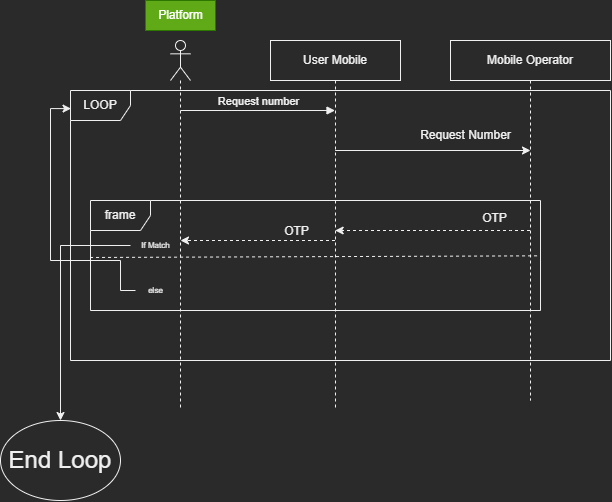 Platform
User Mobile
Mobile Operator
LOOP
Request number
Request Number
frame
OTP
OTP
If Match
else
End Loop